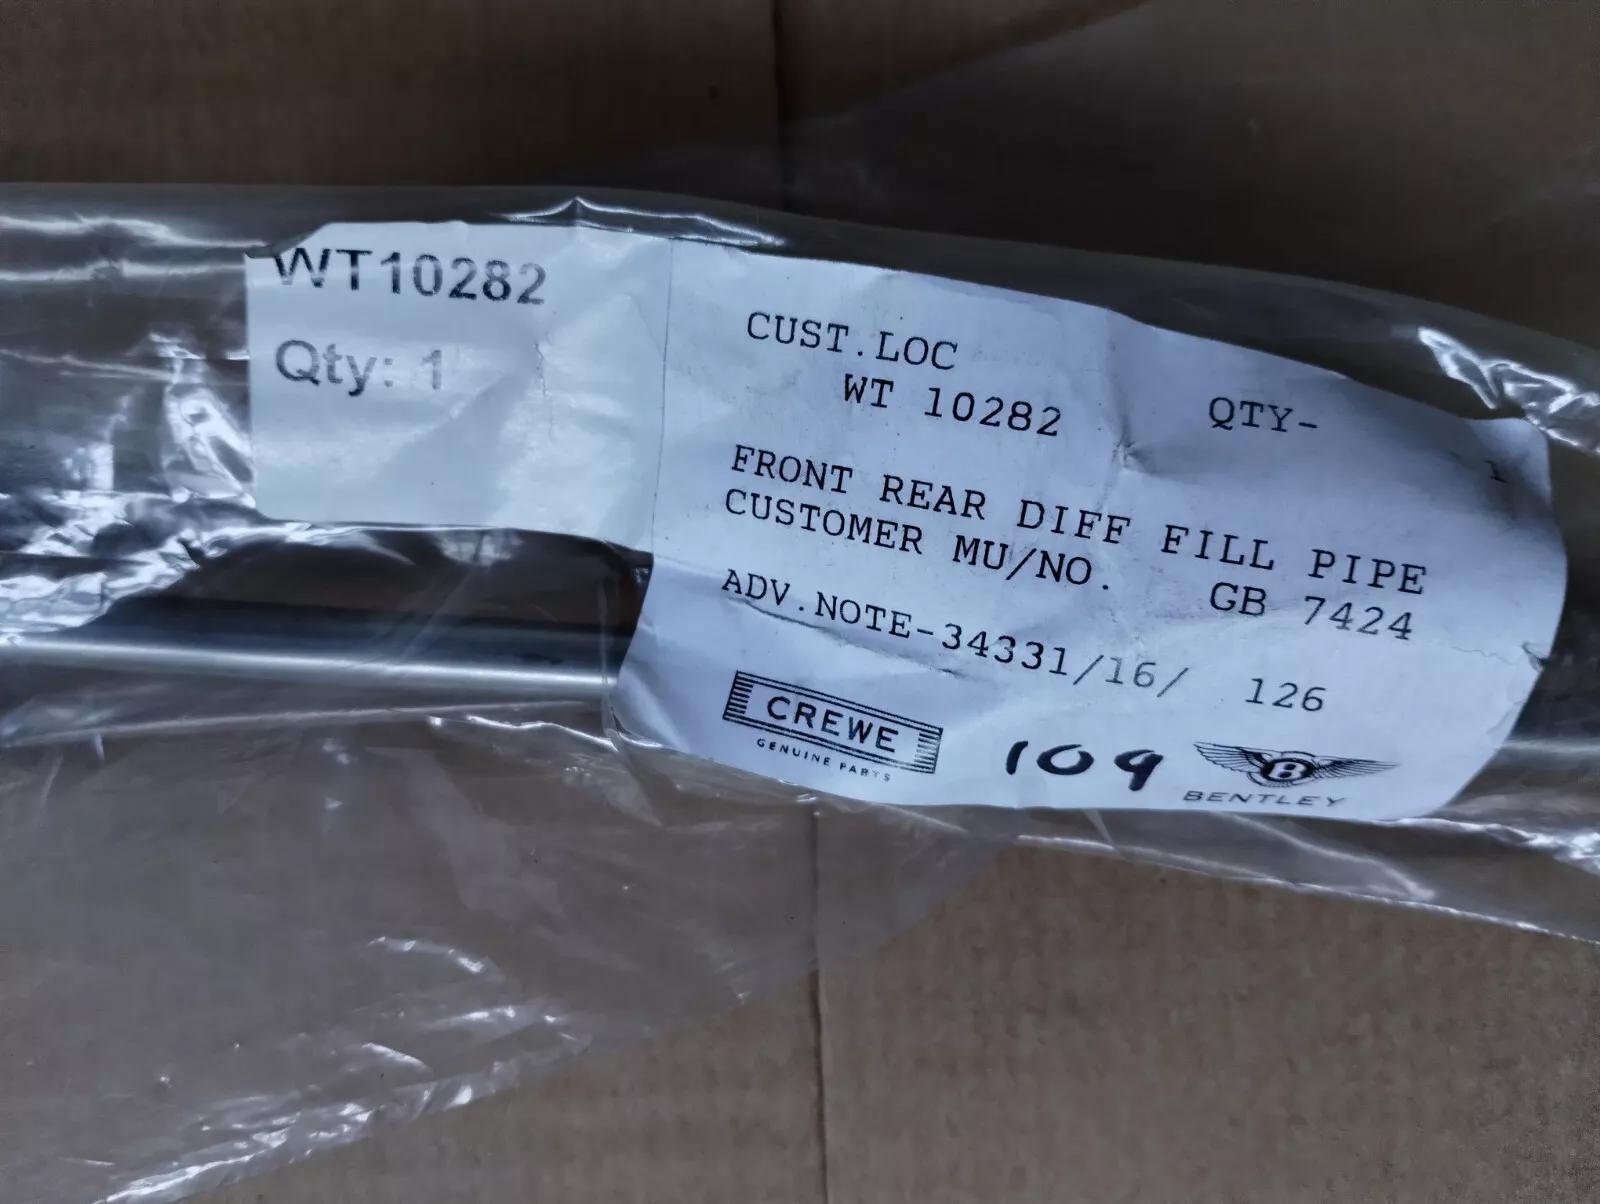 WT10282
Qty: 1
CUST.LOC
WT 10282 QTY- 1
FRONT REAR DIFF FILL PIPE
CUSTOMER MU/NO. GB 7424
ADV.NOTE-34331/16/ 126
CREWE
GENUINE PARTS
109
B
BENTLEY